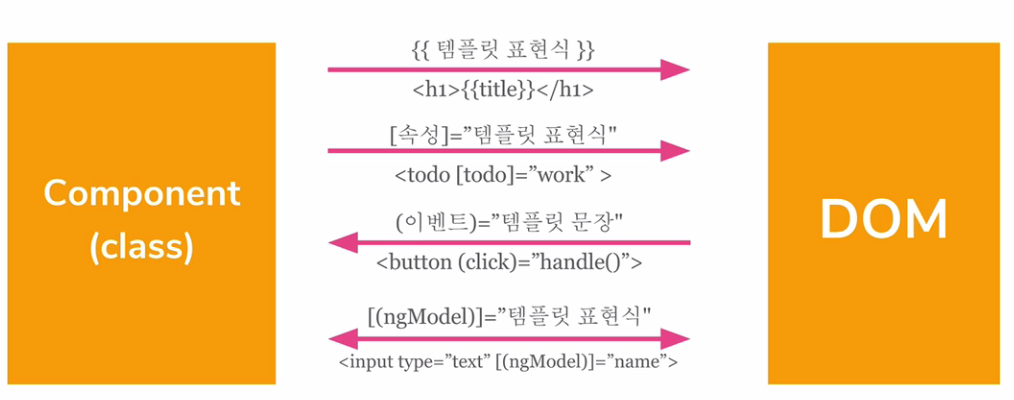 Component
(class)
{{ 템플릿 표현식 }}
<h1>{{title}}</h1>
[속성]=”템플릿 표현식"
<todo [todo]=”work” >
(이벤트)=”템플릿 문장"
<button (click)=”handle()”>
[(ngModel)]=”템플릿 표현식"
<input type=”text” [(ngModel)]=”name”>
DOM